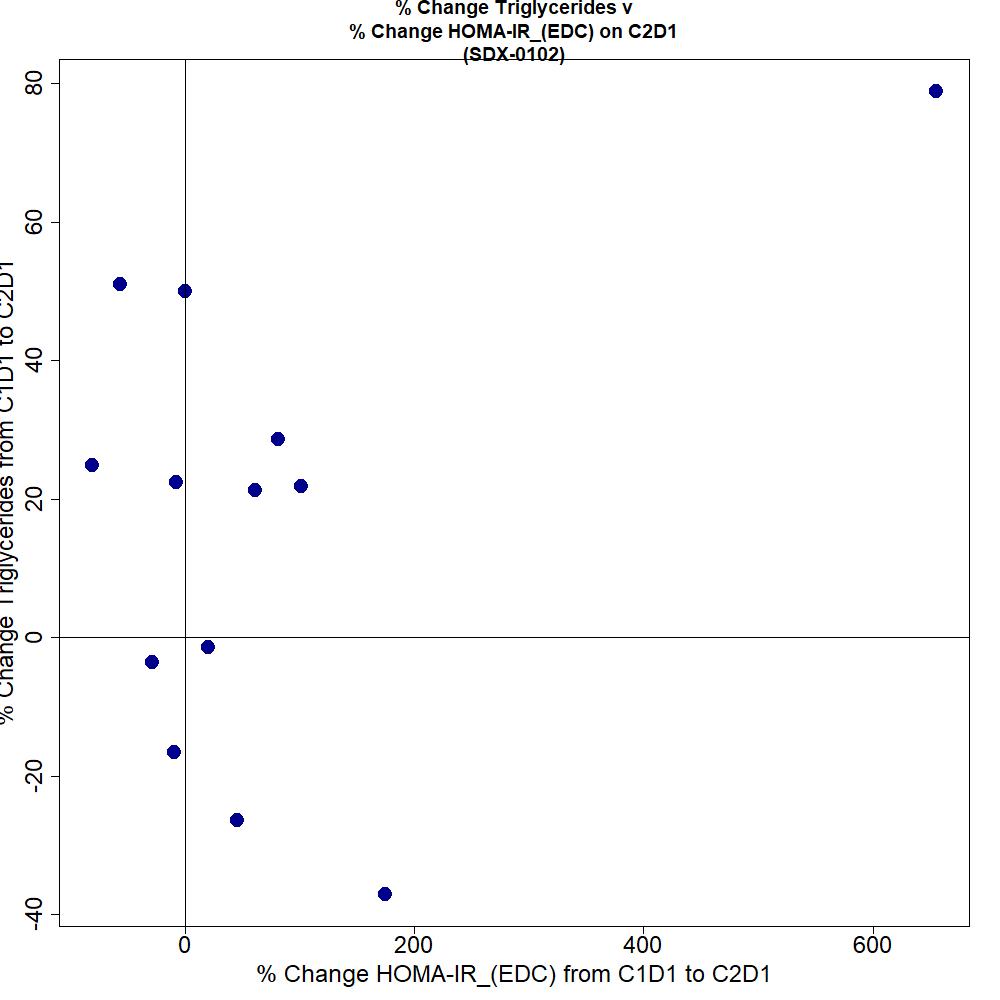 % Change Triglycerides v
% Change HOMA-IR_(EDC) on C2D1
(SDX-0102)
% Change Triglycerides from C1D1 to C2D1
80
60
40
20
0
-20
-40
0
200
400
600
% Change HOMA-IR_(EDC) from C1D1 to C2D1